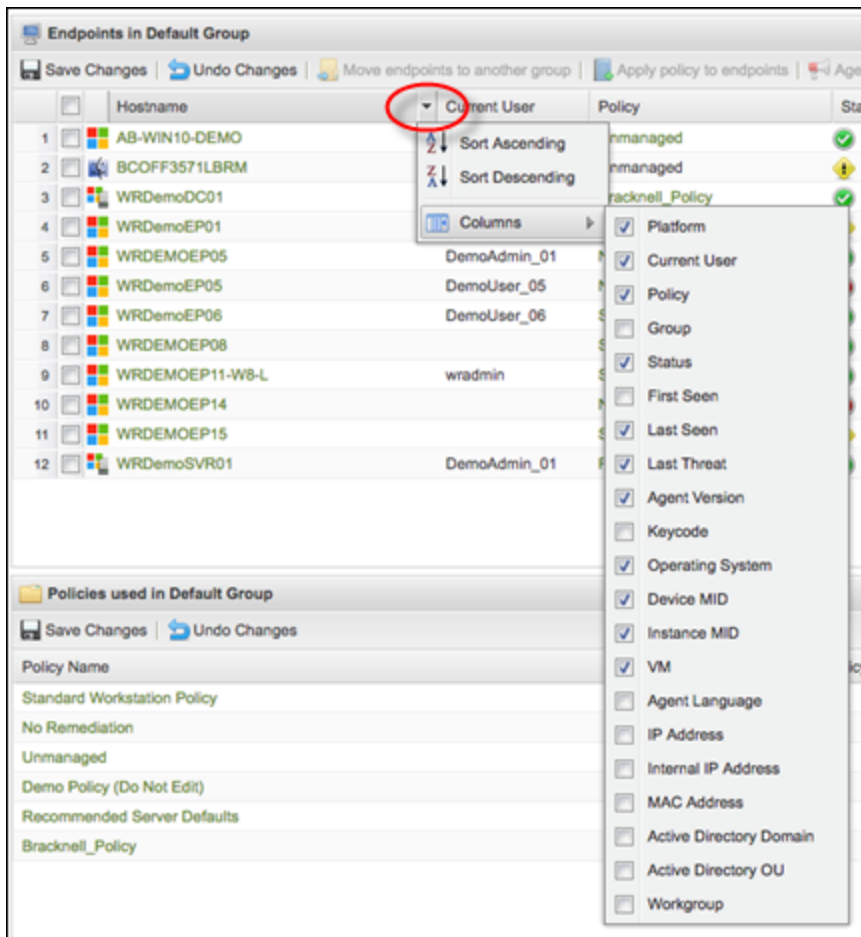 Endpoints in Default Group
Save Changes Undo Changes Move endpoints to another group Apply policy to endpoints Age
Hostname Current User Policy Sta
1 AB-WIN10-DEMO nmanaged
2 BCOFF3571LBRM nmanaged
3 WRDemoDC01 racknell_Policy
4 WRDemoEP01
5 WRDEMOEP05 DemoAdmin_01
6 WRDemoEP05 DemoUser_05
7 WRDemoEP06 DemoUser_06
8 WRDEMOEP08
9 WRDEMOEP11-W8-L wradmin
10 WRDEMOEP14
11 WRDEMOEP15
12 WRDemoSVR01 DemoAdmin_01
Sort Ascending
Sort Descending
Columns
Platform
Current User
Policy
Group
Status
First Seen
Last Seen
Last Threat
Agent Version
Keycode
Operating System
Device MID
Instance MID
VM
Agent Language
IP Address
Internal IP Address
MAC Address
Active Directory Domain
Active Directory OU
Workgroup
Policies used in Default Group
Save Changes Undo Changes
Policy Name
Standard Workstation Policy
No Remediation
Unmanaged
Demo Policy (Do Not Edit)
Recommended Server Defaults
Bracknell_Policy